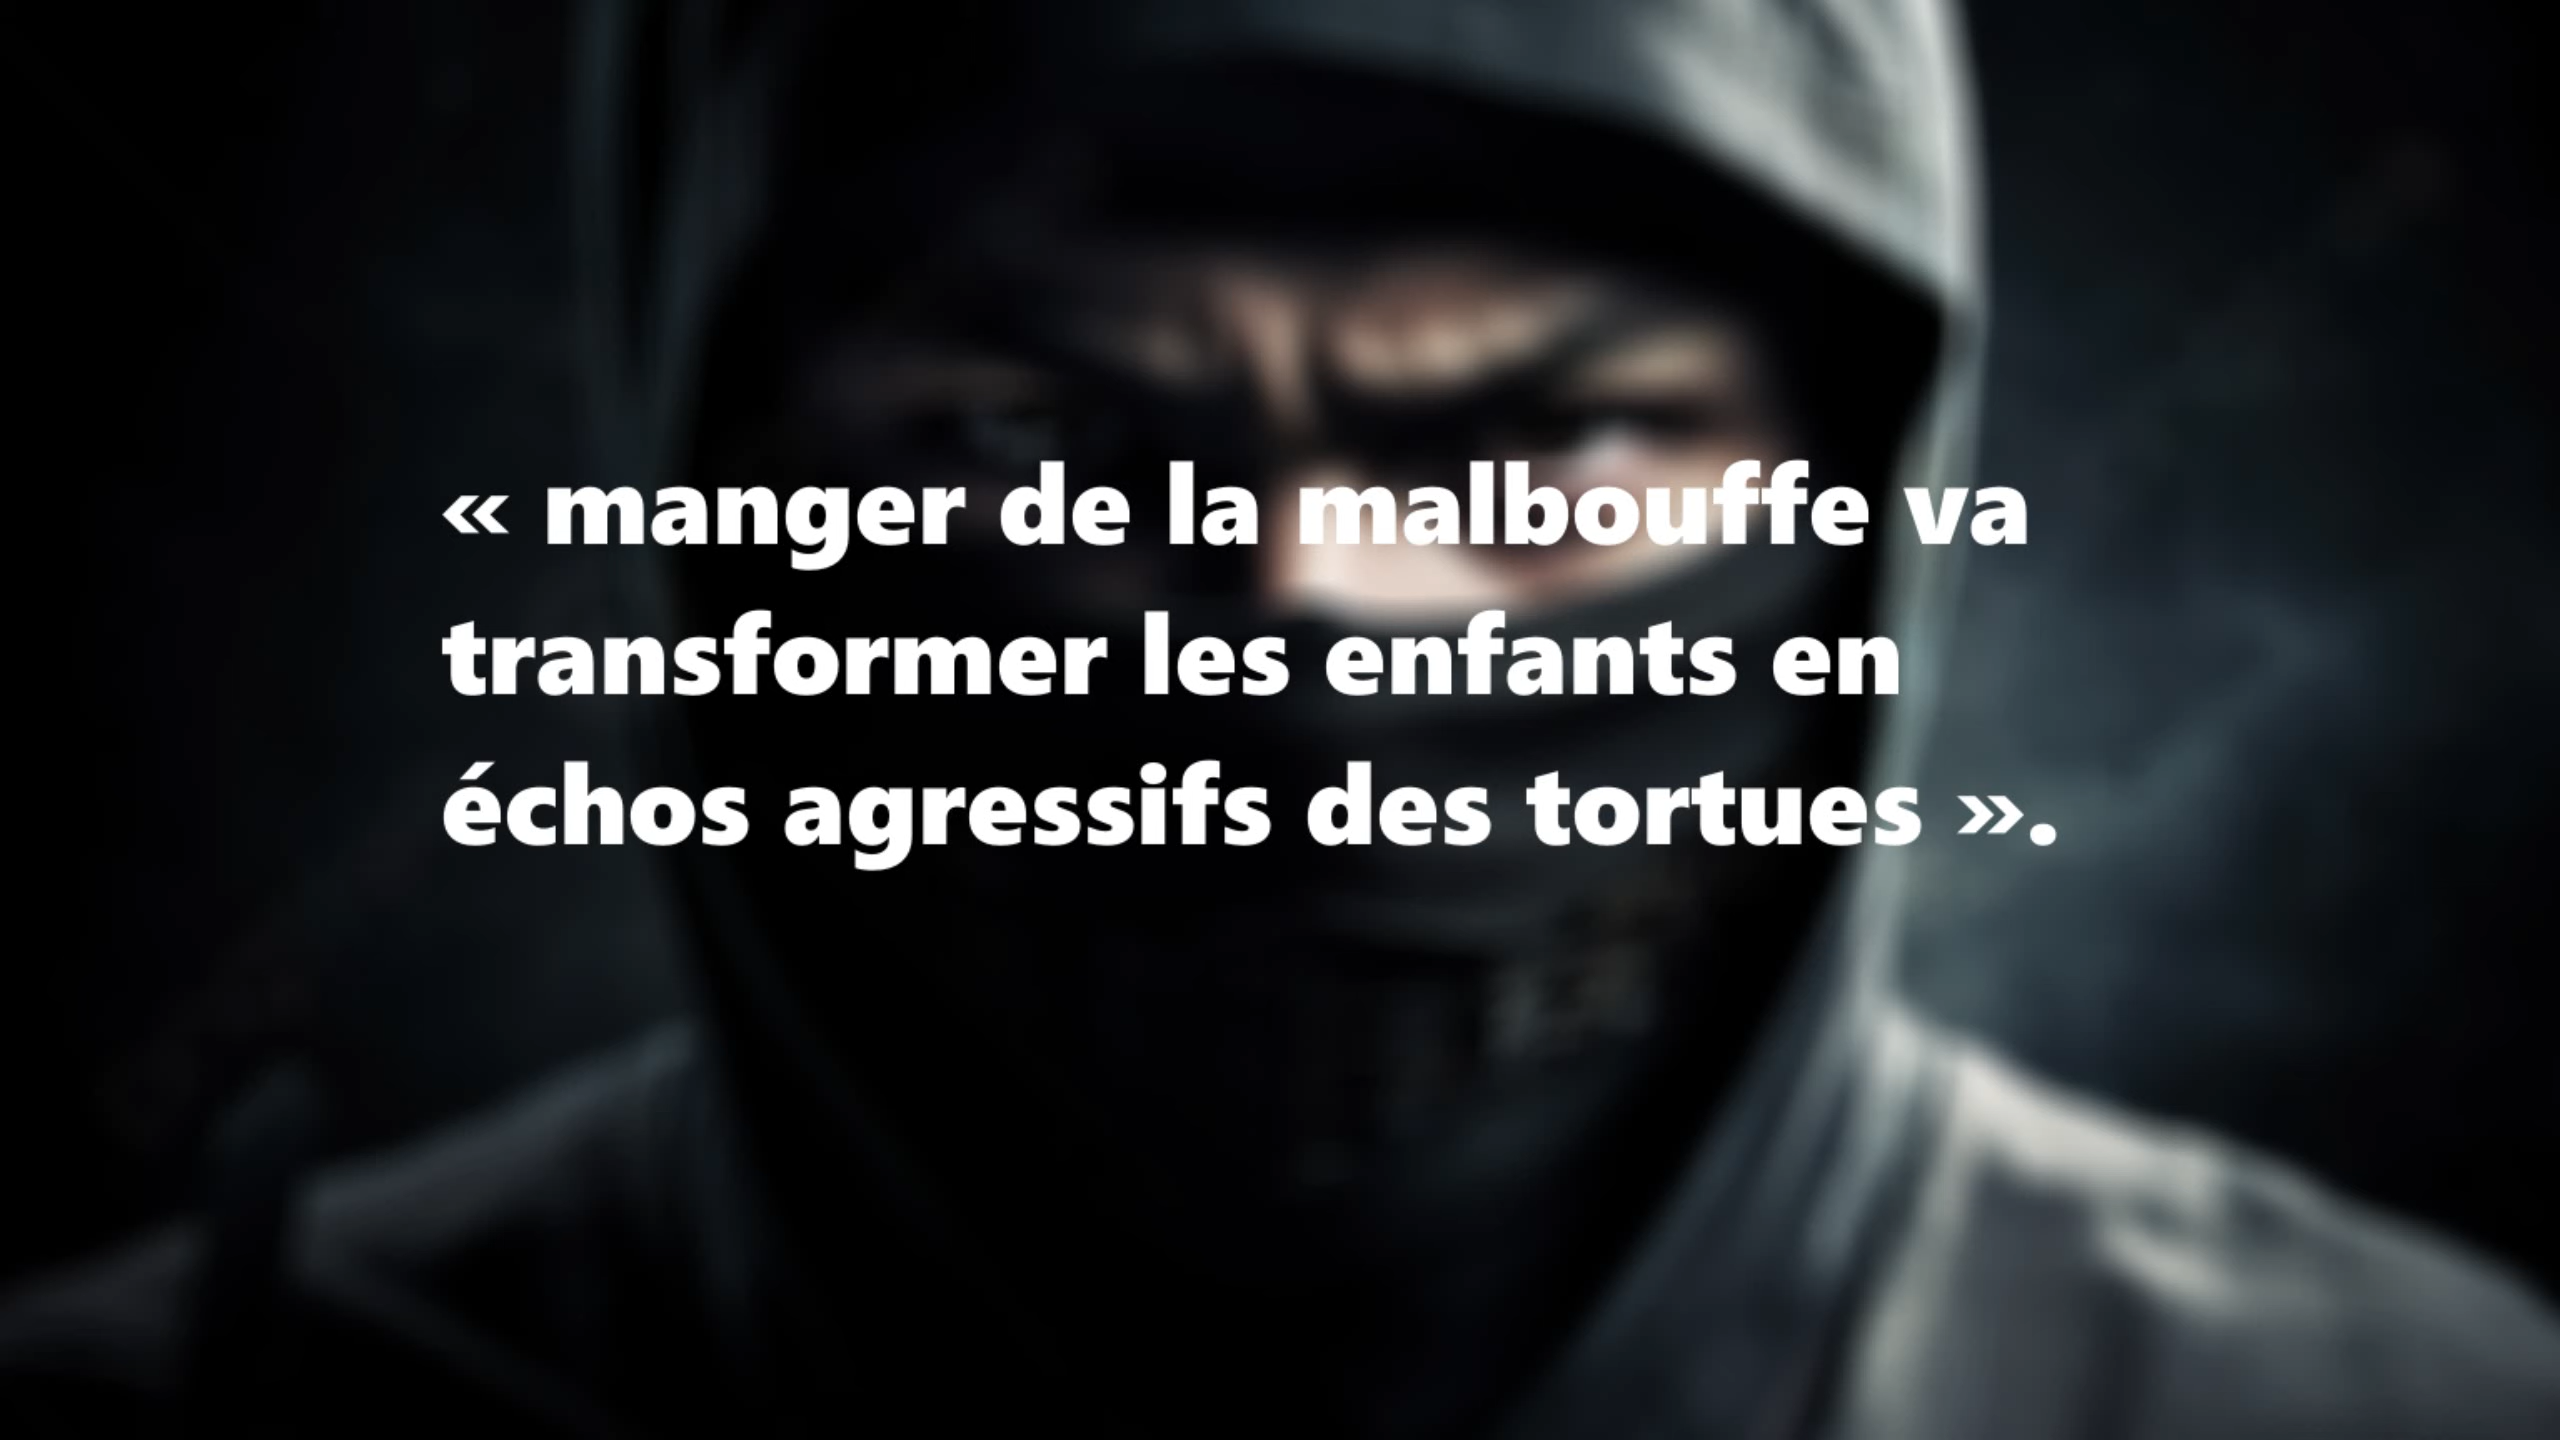 « manger de la malbouffe va
transformer les enfants en
échos agressifs des tortues ».